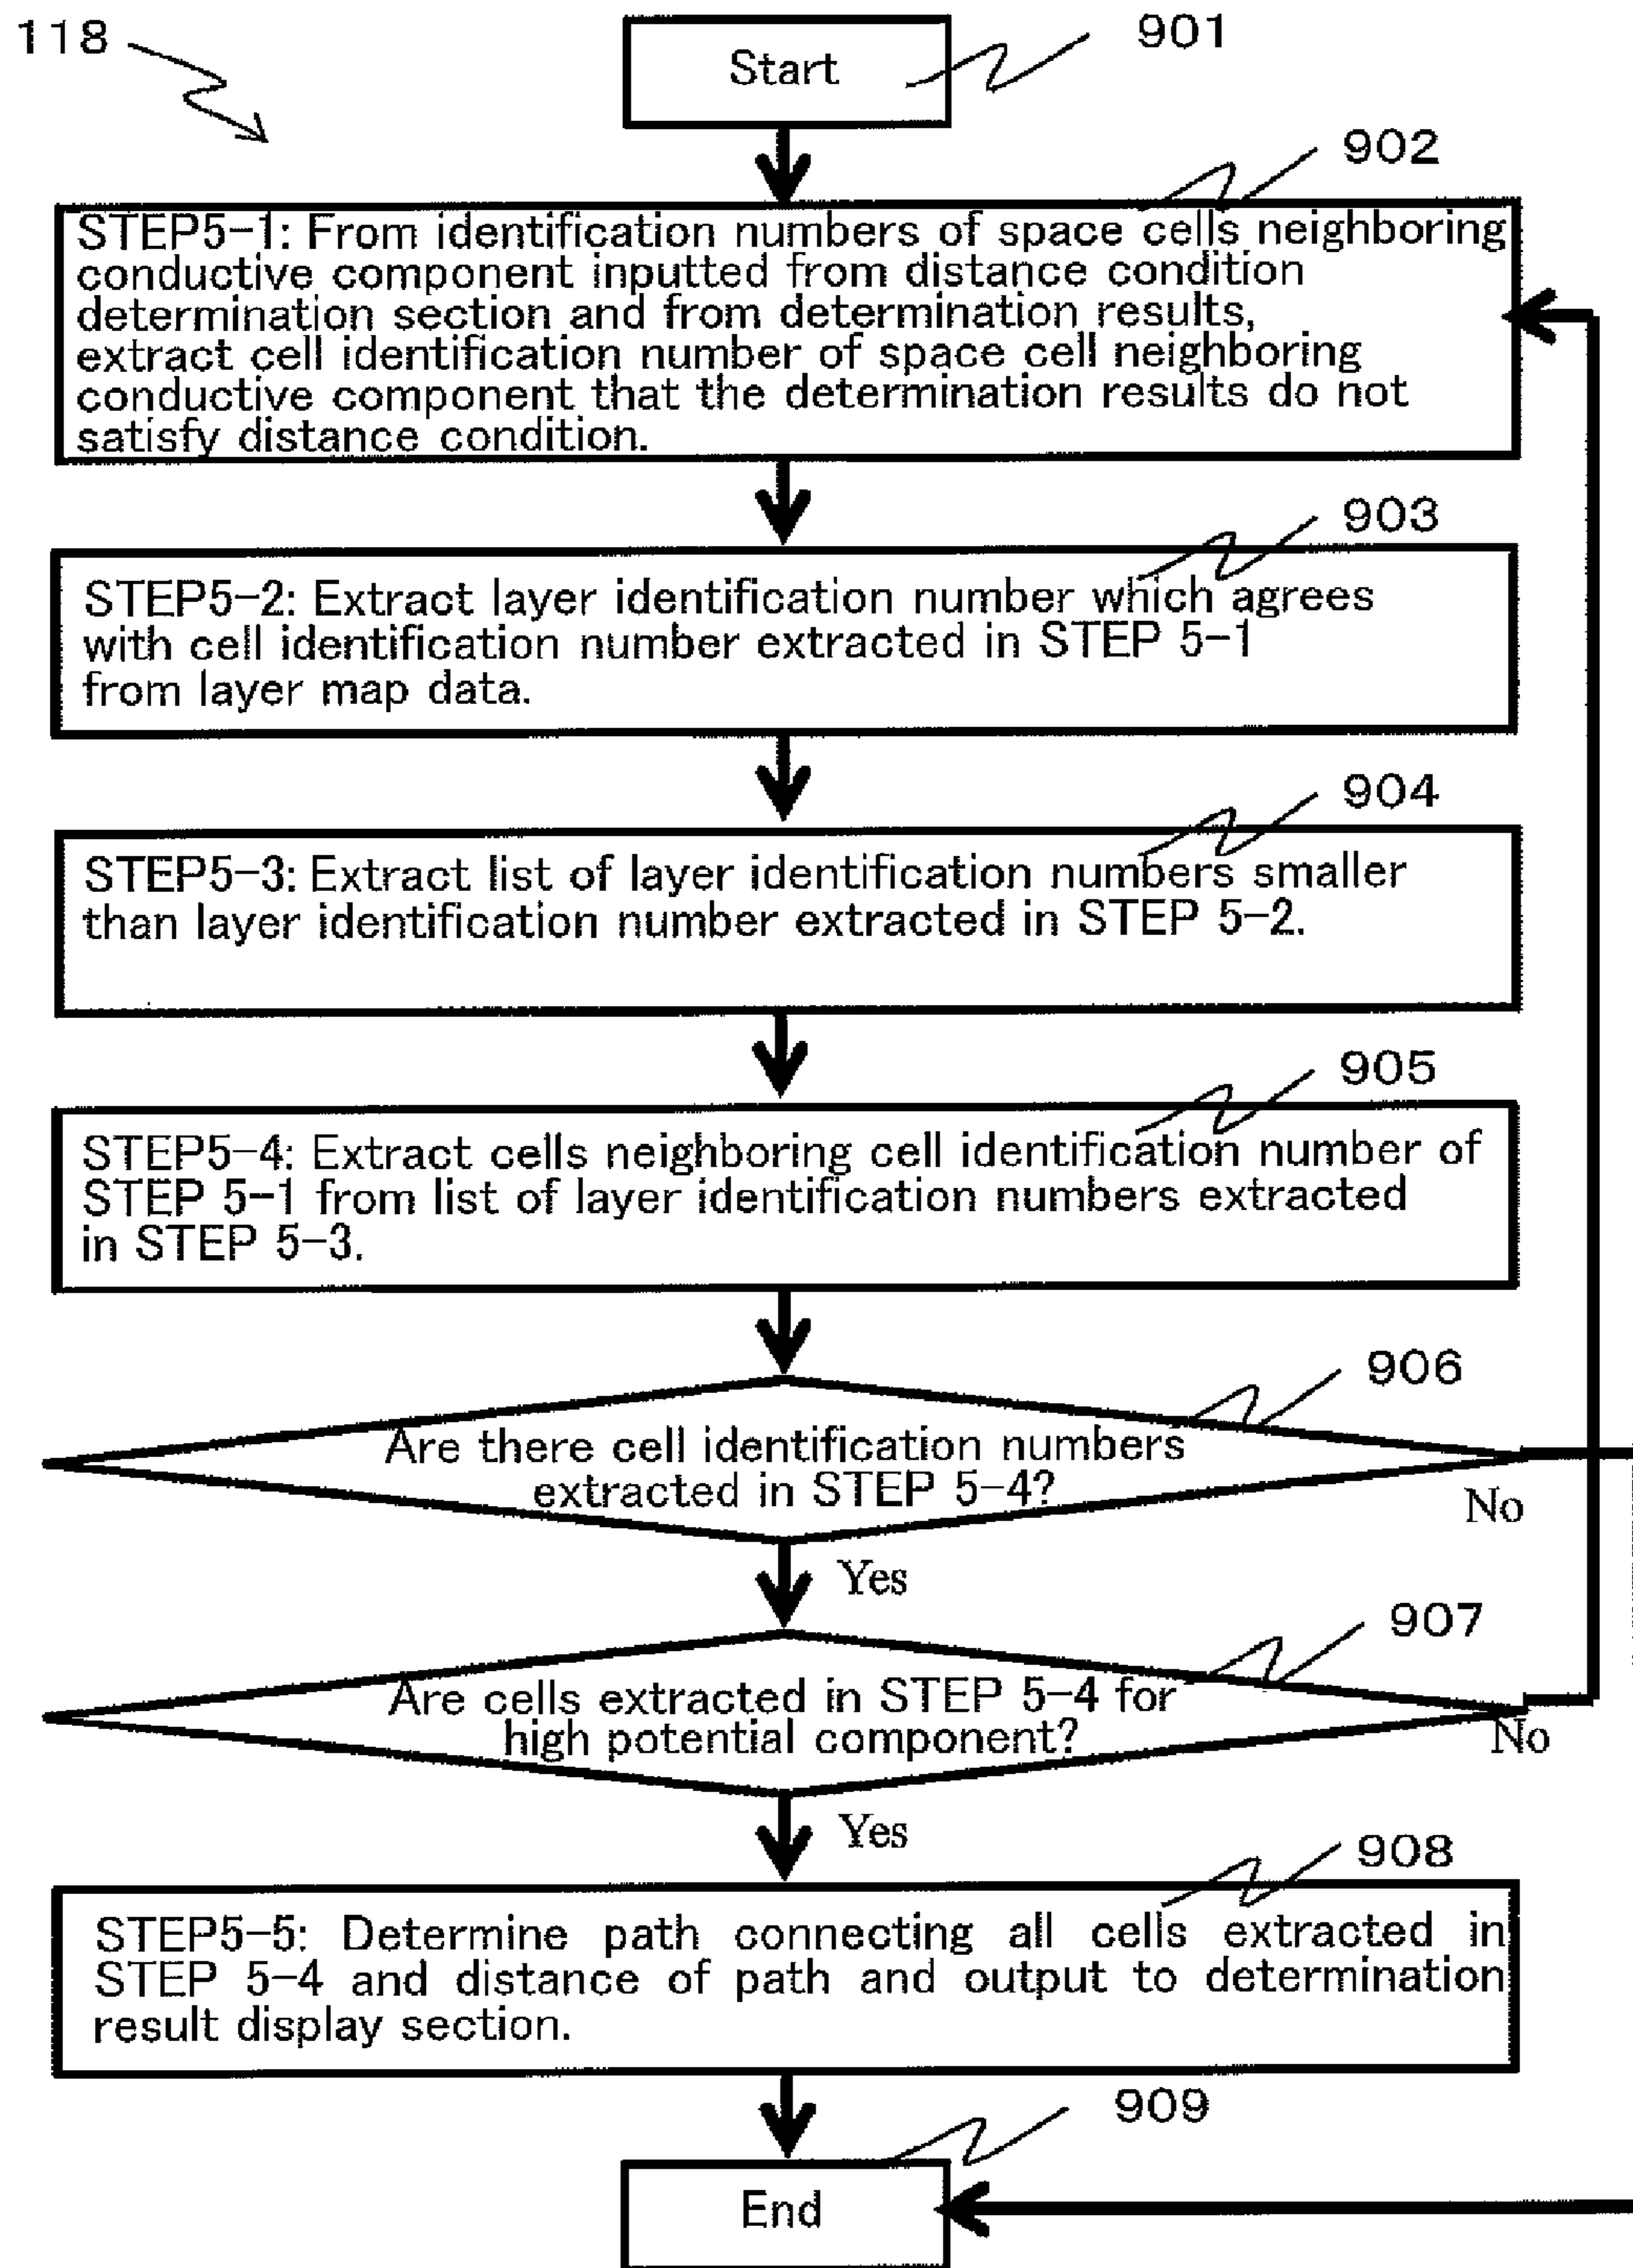 118
Start
901
902
STEP5-1: From identification numbers of space cells neighboring
conductive component inputted from distance condition
determination section and from determination results,
extract cell identification number of space cell neighboring
conductive component that the determination results do not
satisfy distance condition.
903
STEP5-2: Extract layer identification number which agrees
with cell identification number extracted in STEP 5-1
from layer map data.
904
STEP5-3: Extract list of layer identification numbers smaller
than layer identification number extracted in STEP 5-2.
905
STEP5-4: Extract cells neighboring cell identification number of
STEP 5-1 from list of layer identification numbers extracted
in STEP 5-3.
906
Are there cell identification numbers
extracted in STEP 5-4?
No
Yes
907
Are cells extracted in STEP 5-4 for
high potential component?
No
Yes
908
STEP5-5: Determine path connecting all cells extracted in
STEP 5-4 and distance of path and output to determination
result display section.
909
End